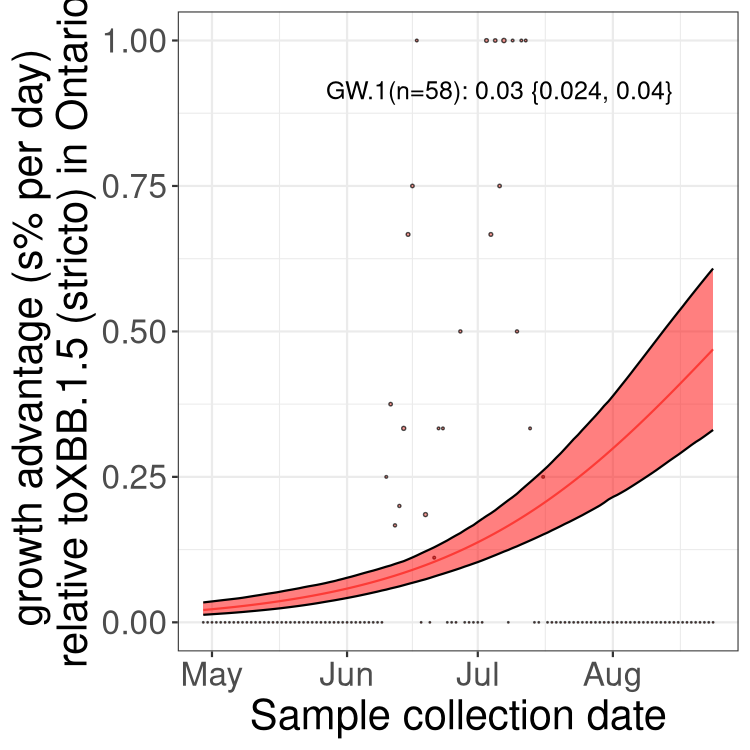 growth advantage (s% per day)
relative toXBB.1.5 (stricto) in Ontario
1.00
0.75
0.50
0.25
0.00
GW.1(n=58): 0.03 {0.024, 0.04}
May Jun Jul Aug
Sample collection date